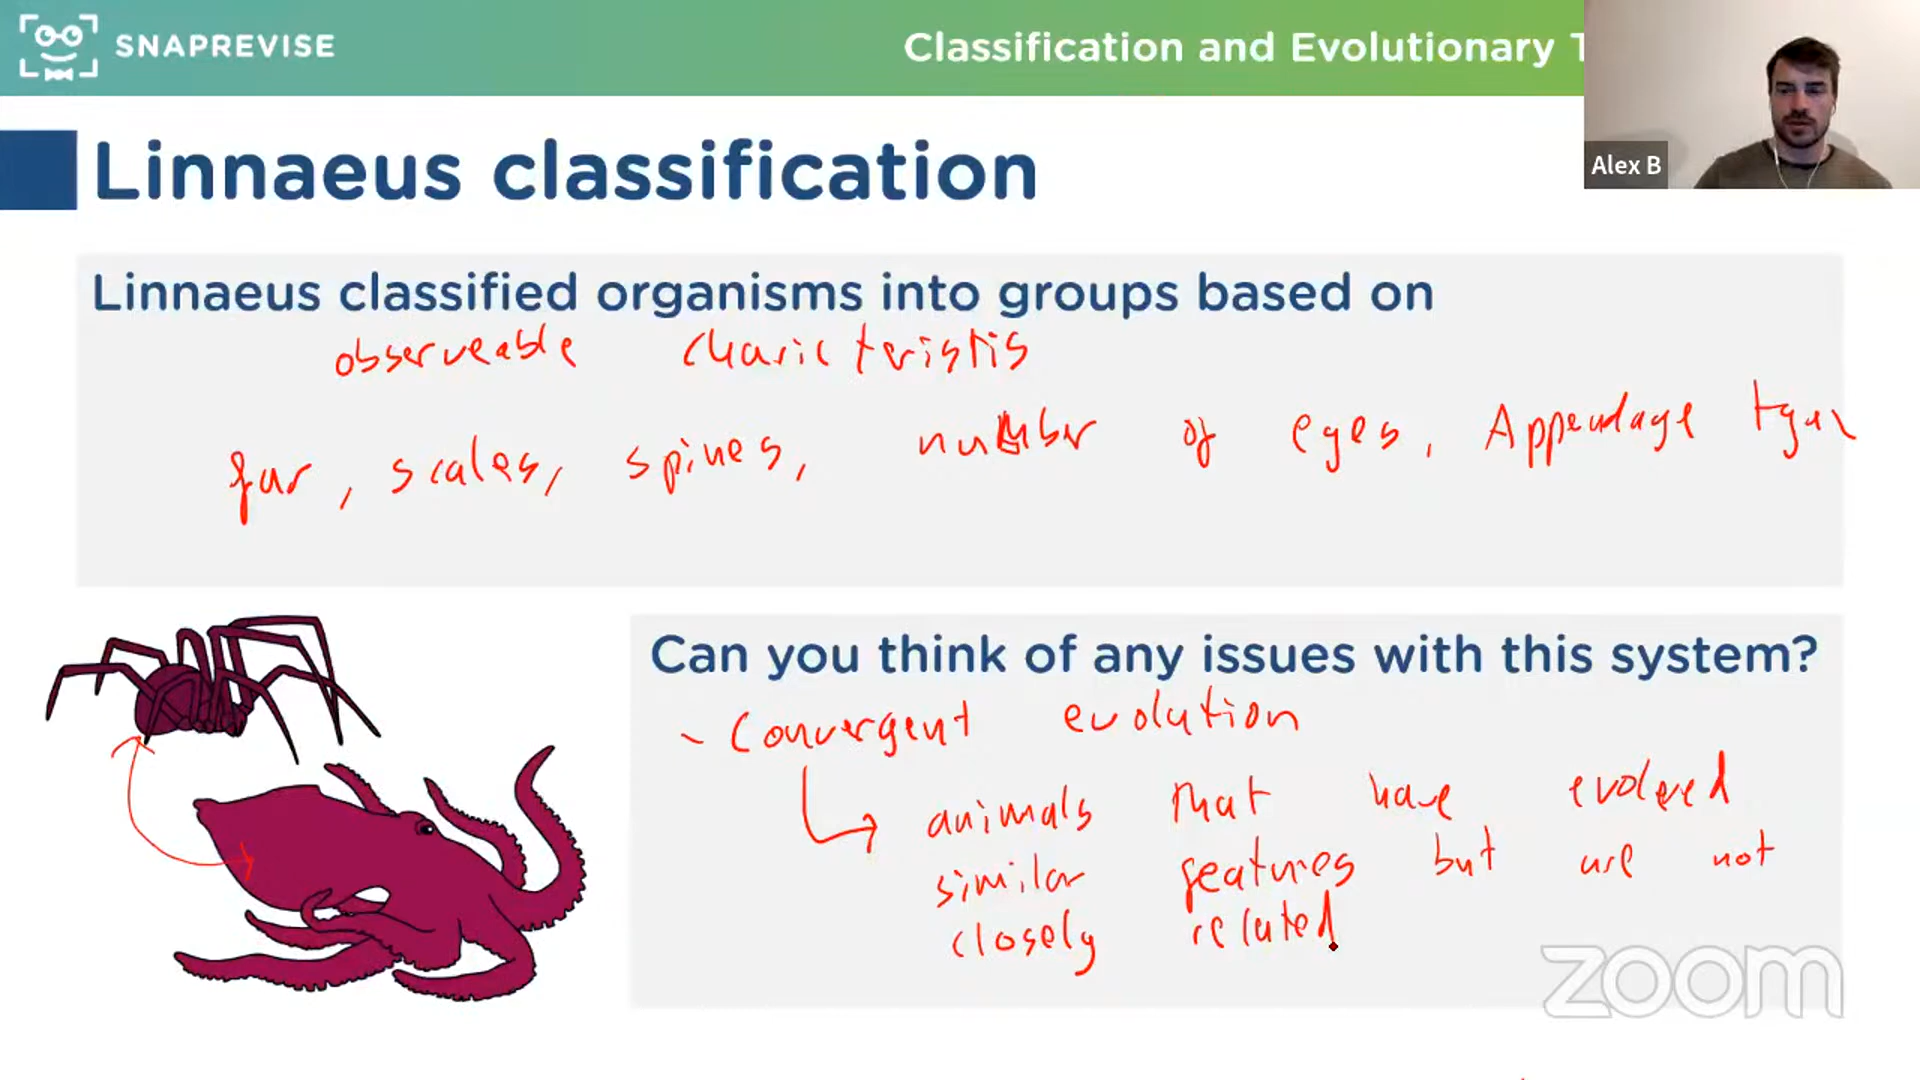 SNAPREVISE
Classification and Evolutionary T
Alex B
Linnaeus classification
Linnaeus classified organisms into groups based on
observeable charicteristis
fur, scales, spines, number of eyes, Appendage
Can you think of any issues with this system?
- Convergent evolution
animals that have evolved
similar features but are not
closely related
zoom